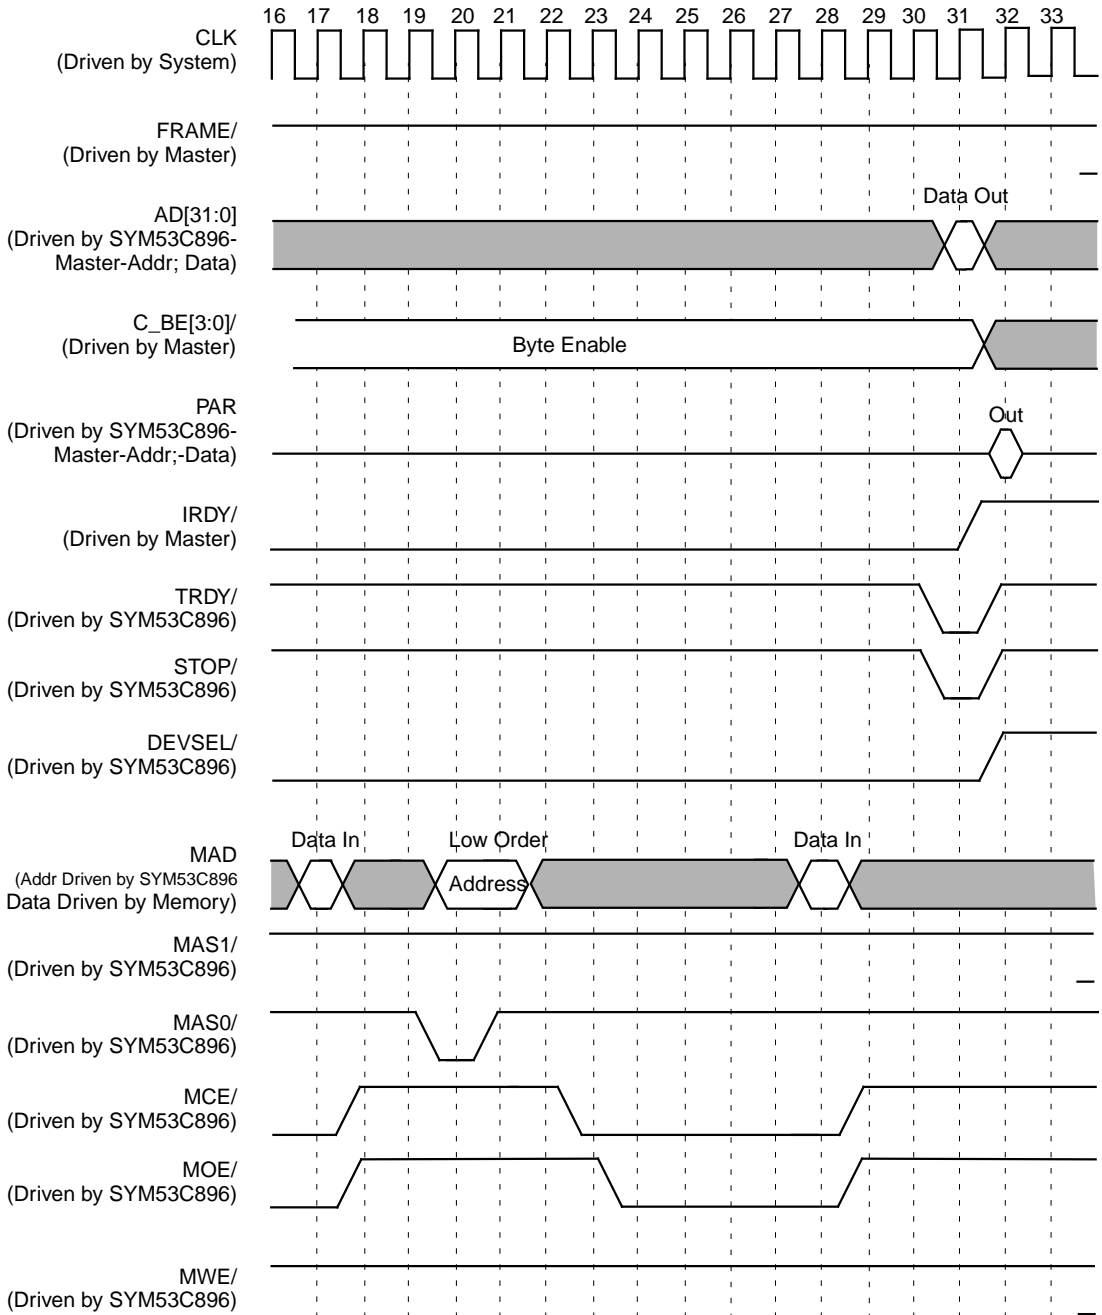 16 17 18 19 20 21 22 23 24 25 26 27 28 29 30 31 32 33
CLK
(Driven by System)
FRAME/
(Driven by Master)
Data Out
AD[31:0]
(Driven by SYM53C896-
Master-Addr; Data)
C_BE[3:0]/
(Driven by Master)
Byte Enable
PAR
(Driven by SYM53C896-
Master-Addr;-Data)
Out
IRDY/
(Driven by Master)
TRDY/
(Driven by SYM53C896)
STOP/
(Driven by SYM53C896)
DEVSEL/
(Driven by SYM53C896)
Data In Low Order Data In
MAD
(Addr Driven by SYM53C896
Address
Data Driven by Memory)
MAS1/
(Driven by SYM53C896)
MAS0/
(Driven by SYM53C896)
MCE/
(Driven by SYM53C896)
MOE/
(Driven by SYM53C896)
MWE/
(Driven by SYM53C896)